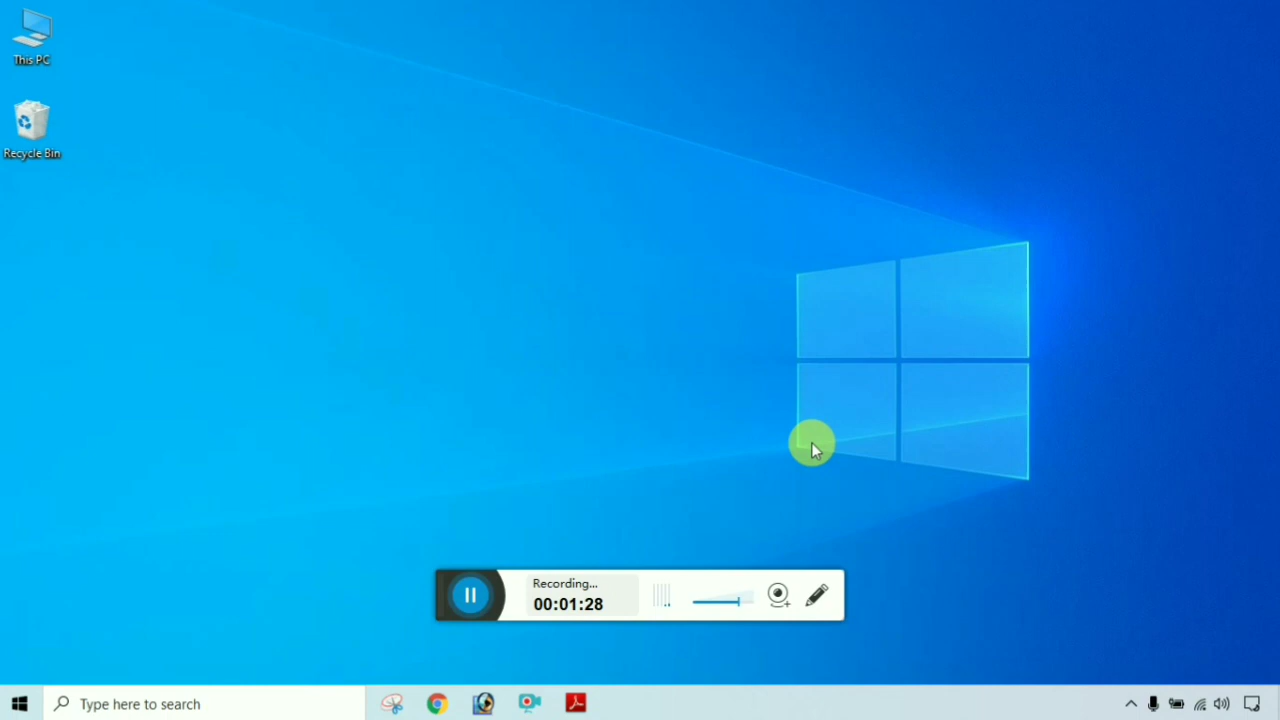 This PC
Recycle Bin
Recording...
00:01:28
Type here to search